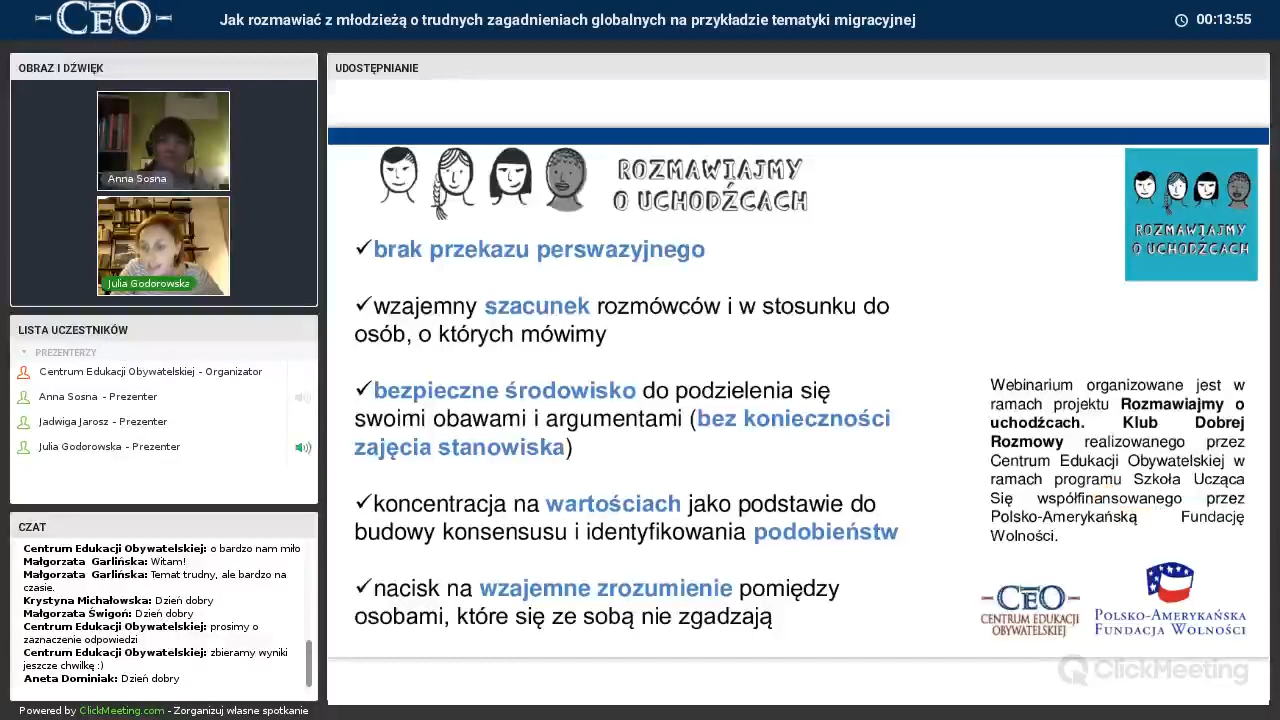 CEO
Jak rozmawiać z młodzieżą o trudnych zagadnieniach globalnych na przykładzie tematyki migracyjnej
00:13:55
OBRAZ I DŹWIĘK
Anna Sosna
Julia Godorowska
LISTA UCZESTNIKÓW
PREZENTERZY
Centrum Edukacji Obywatelskiej - Organizator
Anna Sosna - Prezenter
Jadwiga Jarosz - Prezenter
Julia Godorowska - Prezenter
CZAT
Centrum Edukacji Obywatelskiej: o bardzo nam miło
Małgorzata Garlińska: Witam!
Małgorzata Garlińska: Temat trudny, ale bardzo na
czasie.
Krystyna Michałowska: Dzień dobry
Małgorzata Świgoń: Dzień dobry
Centrum Edukacji Obywatelskiej: prosimy o
zaznaczenie odpowiedzi
Centrum Edukacji Obywatelskiej: zbieramy wyniki
jeszcze chwilkę :)
Aneta Dominiak: Dzień dobry
Powered by ClickMeeting.com - Zorganizuj własne spotkanie
UDOSTĘPNIANIE
ROZMAWIAJMY
O UCHODŹCACH
✓brak przekazu perswazyjnego
✓wzajemny szacunek rozmówców i w stosunku do
osób, o których mówimy
✓bezpieczne środowisko do podzielenia się
swoimi obawami i argumentami (bez konieczności
zajęcia stanowiska)
✓koncentracja na wartościach jako podstawie do
budowy konsensusu i identyfikowania podobieństw
✓nacisk na wzajemne zrozumienie pomiędzy
osobami, które się ze sobą nie zgadzają
ROZMAWIAJMY
O UCHODŹCACH
Webinarium organizowane jest w
ramach projektu Rozmawiajmy o
uchodźcach. Klub Dobrej
Rozmowy realizowanego przez
Centrum Edukacji Obywatelskiej w
ramach programu Szkoła Ucząca
Się współfinansowanego przez
Polsko-Amerykańską Fundację
Wolności.
CEO
CENTRUM EDUKACJI
OBYWATELSKIEJ
POLSKO-AMERYKAŃSKA
FUNDACJA WOLNOŚCI
ClickMeeting